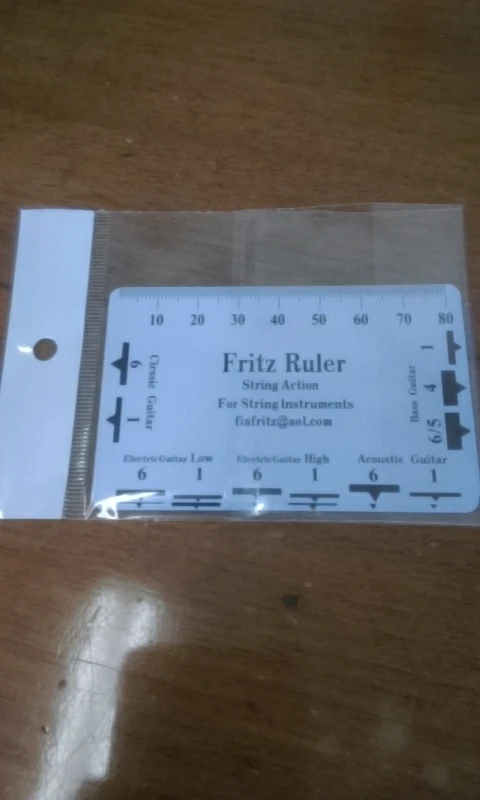 10 20 30 40 50 60 70 80
Fritz Ruler
String Action
For String Instruments
fiafritz@aol.com
6 1
Classic Guitar
Bass Guitar
1 4 6/5
ElectricGuitar Low
6 1
ElectricGuitar High
6 1
Acoustic Guitar
6 1